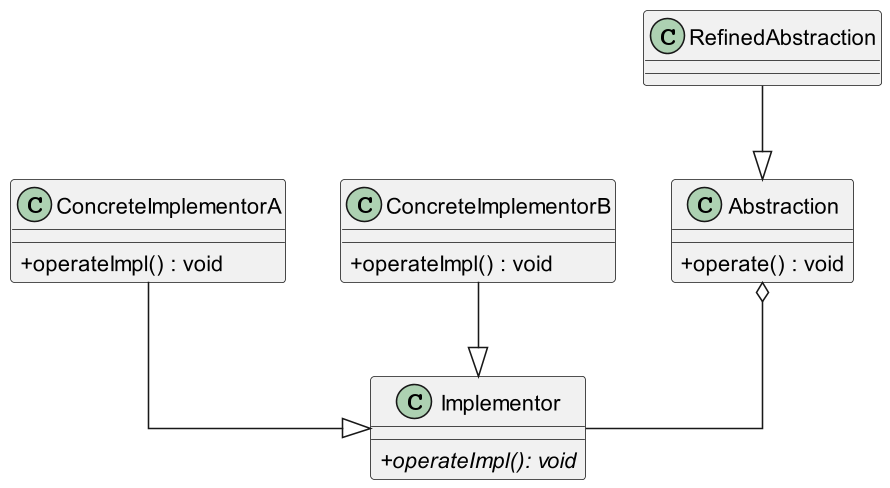 C RefinedAbstraction
C ConcreteImplementorA
+operateImpl() : void
C ConcreteImplementorB
+operateImpl() : void
C Abstraction
+operate() : void
C Implementor
+operateImpl(): void